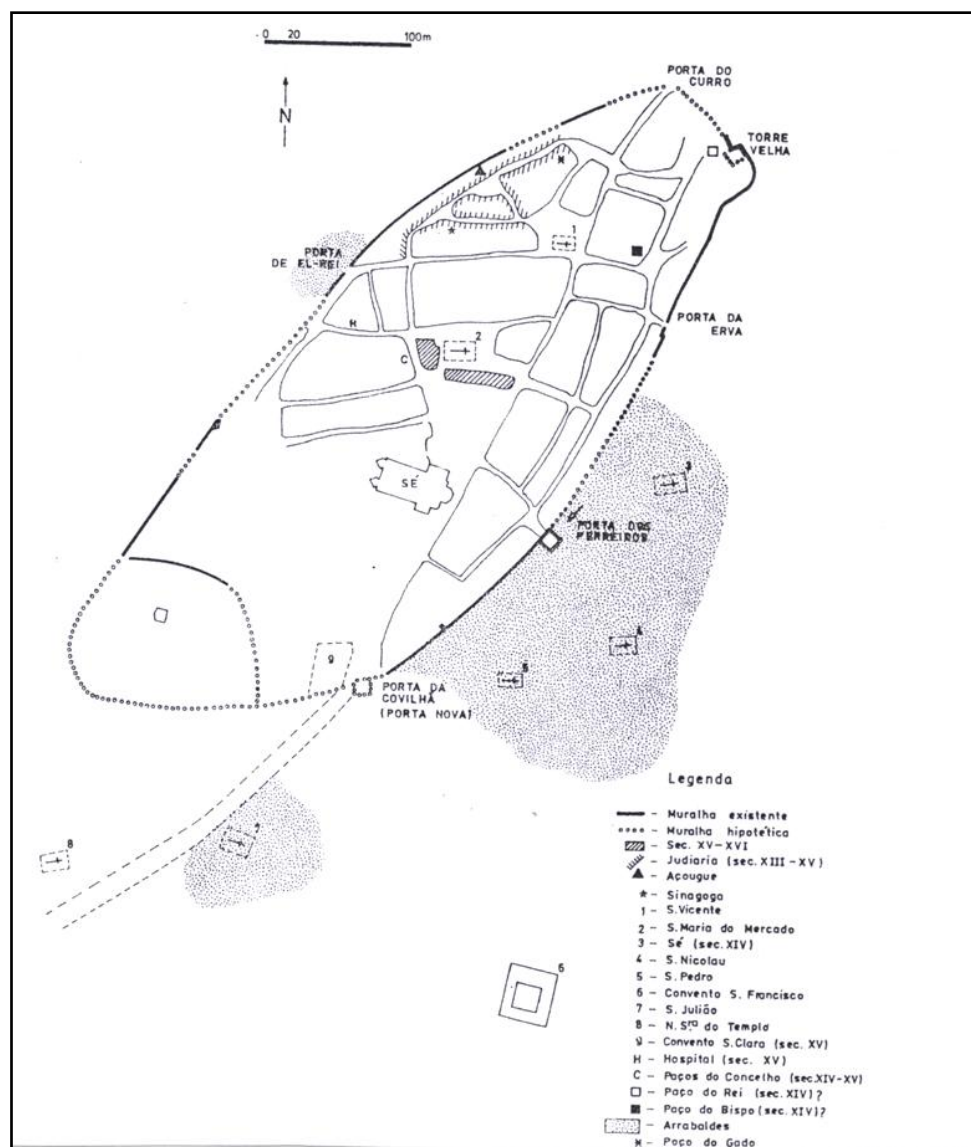 0 20 100m
N
PORTA DO
CURRO
TORRE
VELHA
PORTA
DE EL-REI
1
PORTA DA
ERVA
H
2
C
SÉ
3
PORTA DOS
FERREIROS
4
5
9
PORTA DA
COVILHÃ
(PORTA NOVA)
7
8
6
Legenda
- Muralha existente
- Muralha hipotética
- Sec. XV-XVI
- Judiaria (sec. XIII-XV)
- Açougue
* - Sinagoga
1 - S. Vicente
2 - S. Maria do Mercado
3 - Sé (sec. XIV)
4 - S. Nicolau
5 - S. Pedro
6 - Convento S. Francisco
7 - S. Julião
8 - N. Srª do Templo
9 - Convento S. Clara (sec. XV)
H - Hospital (sec. XV)
C - Paços do Concelho (sec. XIV-XV)
- Paço do Rei (sec. XIV)?
- Paço do Bispo (sec. XIV)?
- Arrabaldes
- Poço do Gado